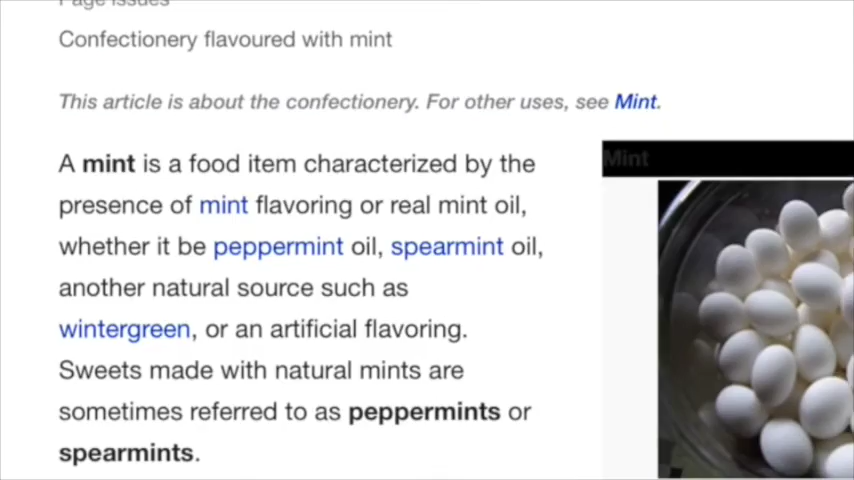 Page issues
Confectionery flavoured with mint
This article is about the confectionery. For other uses, see Mint.
A mint is a food item characterized by the
presence of mint flavoring or real mint oil,
whether it be peppermint oil, spearmint oil,
another natural source such as
wintergreen, or an artificial flavoring.
Sweets made with natural mints are
sometimes referred to as peppermints or
spearmints.
Mint